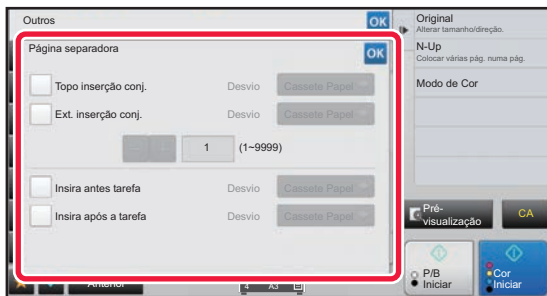 Outros
OK
Página separadora
OK
Topo inserção conj.
Desvio
Cassete Papel
Ext. inserção conj.
Desvio
Cassete Papel
1
(1~9999)
Insira antes tarefa
Desvio
Cassete Papel
Insira após a tarefa
Desvio
Cassete Papel
Anterior
4
A3
Original
Alterar tamanho/direção.
N-Up
Colocar várias pág. numa pág.
Modo de Cor
Pré-
visualização
CA
P/B
Iniciar
Cor
Iniciar